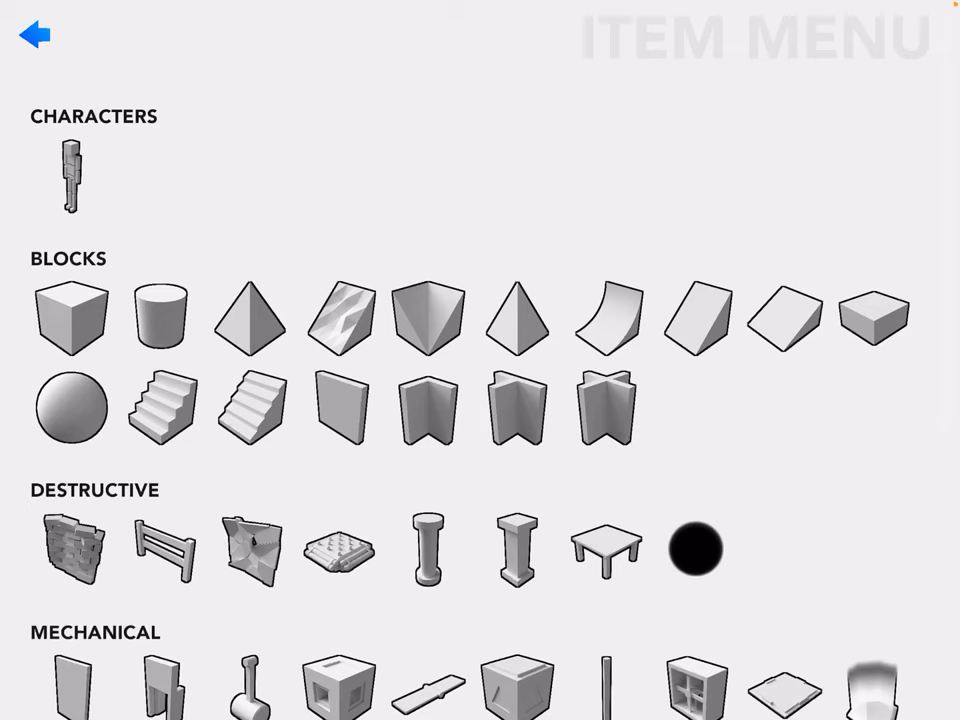 ITEM MENU
CHARACTERS
BLOCKS
DESTRUCTIVE
MECHANICAL